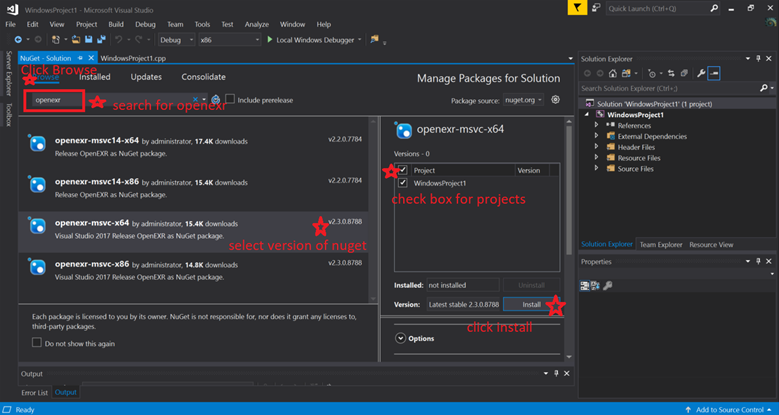 WindowsProject1 - Microsoft Visual Studio
Quick Launch (Ctrl+Q)
File Edit View Project Build Debug Team Tools Test Analyze Window Help
Debug x86 Local Windows Debugger
Server Explorer
Toolbox
NuGet - Solution WindowsProject1.cpp
Click Browse
Browse Installed Updates Consolidate
Manage Packages for Solution
openexr
search for openexr
Include prerelease
Package source: nuget.org
openexr-msvc14-x64 by administrator, 17.4K downloads v2.2.0.7784
Release OpenEXR as NuGet package.
openexr-msvc14-x86 by administrator, 15.4K downloads v2.2.0.7784
Release OpenEXR as NuGet package.
openexr-msvc-x64 by administrator, 15.4K downloads v2.3.0.8788
Visual Studio 2017 Release OpenEXR as NuGet package.
select version of nuget
openexr-msvc-x86 by administrator, 14.8K downloads v2.3.0.8788
Visual Studio 2017 Release OpenEXR as NuGet package.
Each package is licensed to you by its owner. NuGet is not responsible for, nor does it grant any licenses to,
third-party packages.
Do not show this again
openexr-msvc-x64
Versions - 0
Project Version
WindowsProject1
check box for projects
Installed: not installed Uninstall
Version: Latest stable 2.3.0.8788 Install
click Install
Options
Solution Explorer
Search Solution Explorer (Ctrl+;)
Solution 'WindowsProject1' (1 project)
WindowsProject1
References
External Dependencies
Header Files
Resource Files
Source Files
Solution Explorer Team Explorer Resource View
Properties
Output
Error List Output
Ready
Add to Source Control